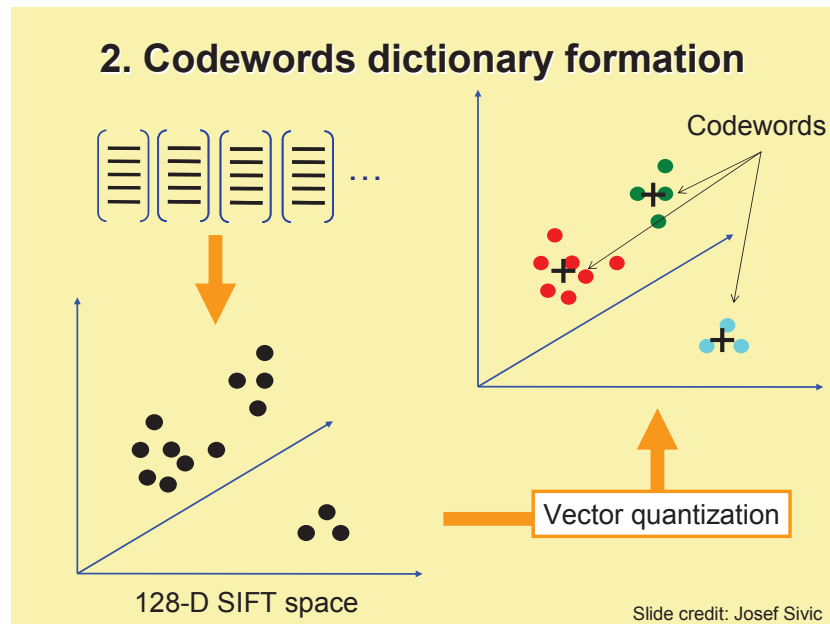 2. Codewords dictionary formation
Codewords
...
Vector quantization
128-D SIFT space
Slide credit: Josef Sivic